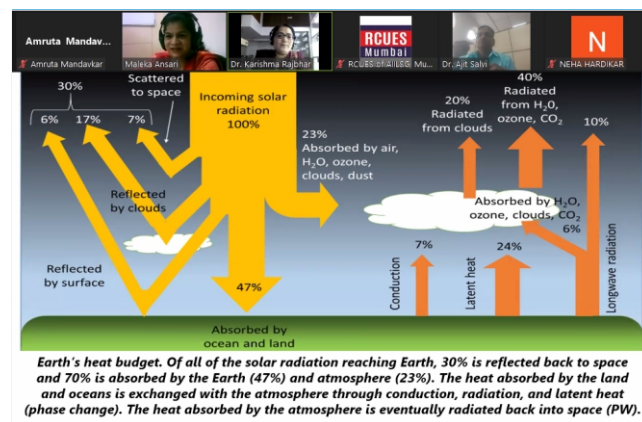 Amruta Mandav...
Amruta Mandavkar
Maleka Ansari
Dr. Karishma Rajbhar
RCUES
Mumbai
RCUES of AIILSG, Mu...
Dr. Ajit Salvi
N
NEHA HARDIKAR
30%
6%
17%
7%
Scattered
to space
Incoming solar
radiation
100%
23%
Absorbed by air,
H₂O, ozone,
clouds, dust
Reflected
by clouds
Reflected
by surface
47%
Absorbed by
ocean and land
20%
Radiated
from clouds
40%
Radiated
from H₂0,
ozone, CO₂
10%
Absorbed by H₂O,
ozone, clouds, CO₂
6%
7%
Conduction
24%
Latent heat
Longwave radiation
Earth's heat budget. Of all of the solar radiation reaching Earth, 30% is reflected back to space
and 70% is absorbed by the Earth (47%) and atmosphere (23%). The heat absorbed by the land
and oceans is exchanged with the atmosphere through conduction, radiation, and latent heat
(phase change). The heat absorbed by the atmosphere is eventually radiated back into space (PW).